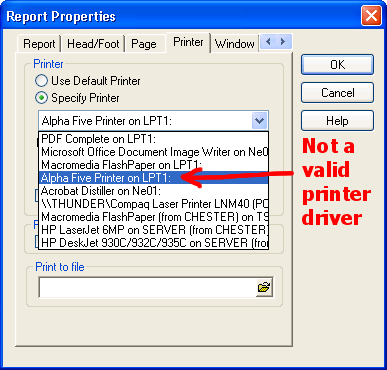 Report Properties
Report Head/Foot Page Printer Window
Printer
Use Default Printer
Specify Printer
Alpha Five Printer on LPT1:
PDF Complete on LPT1:
Microsoft Office Document Image Writer on Ne0
Macromedia FlashPaper on LPT1:
Alpha Five Printer on LPT1:
Acrobat Distiller on Ne01:
\\THUNDER\Compaq Laser Printer LNM40 (PC
Macromedia FlashPaper (from CHESTER) on TS
HP LaserJet 6MP on SERVER (from CHESTER)
HP DeskJet 930C/932C/935C on SERVER (from
Print to file
OK
Cancel
Help
Not a
valid
printer
driver